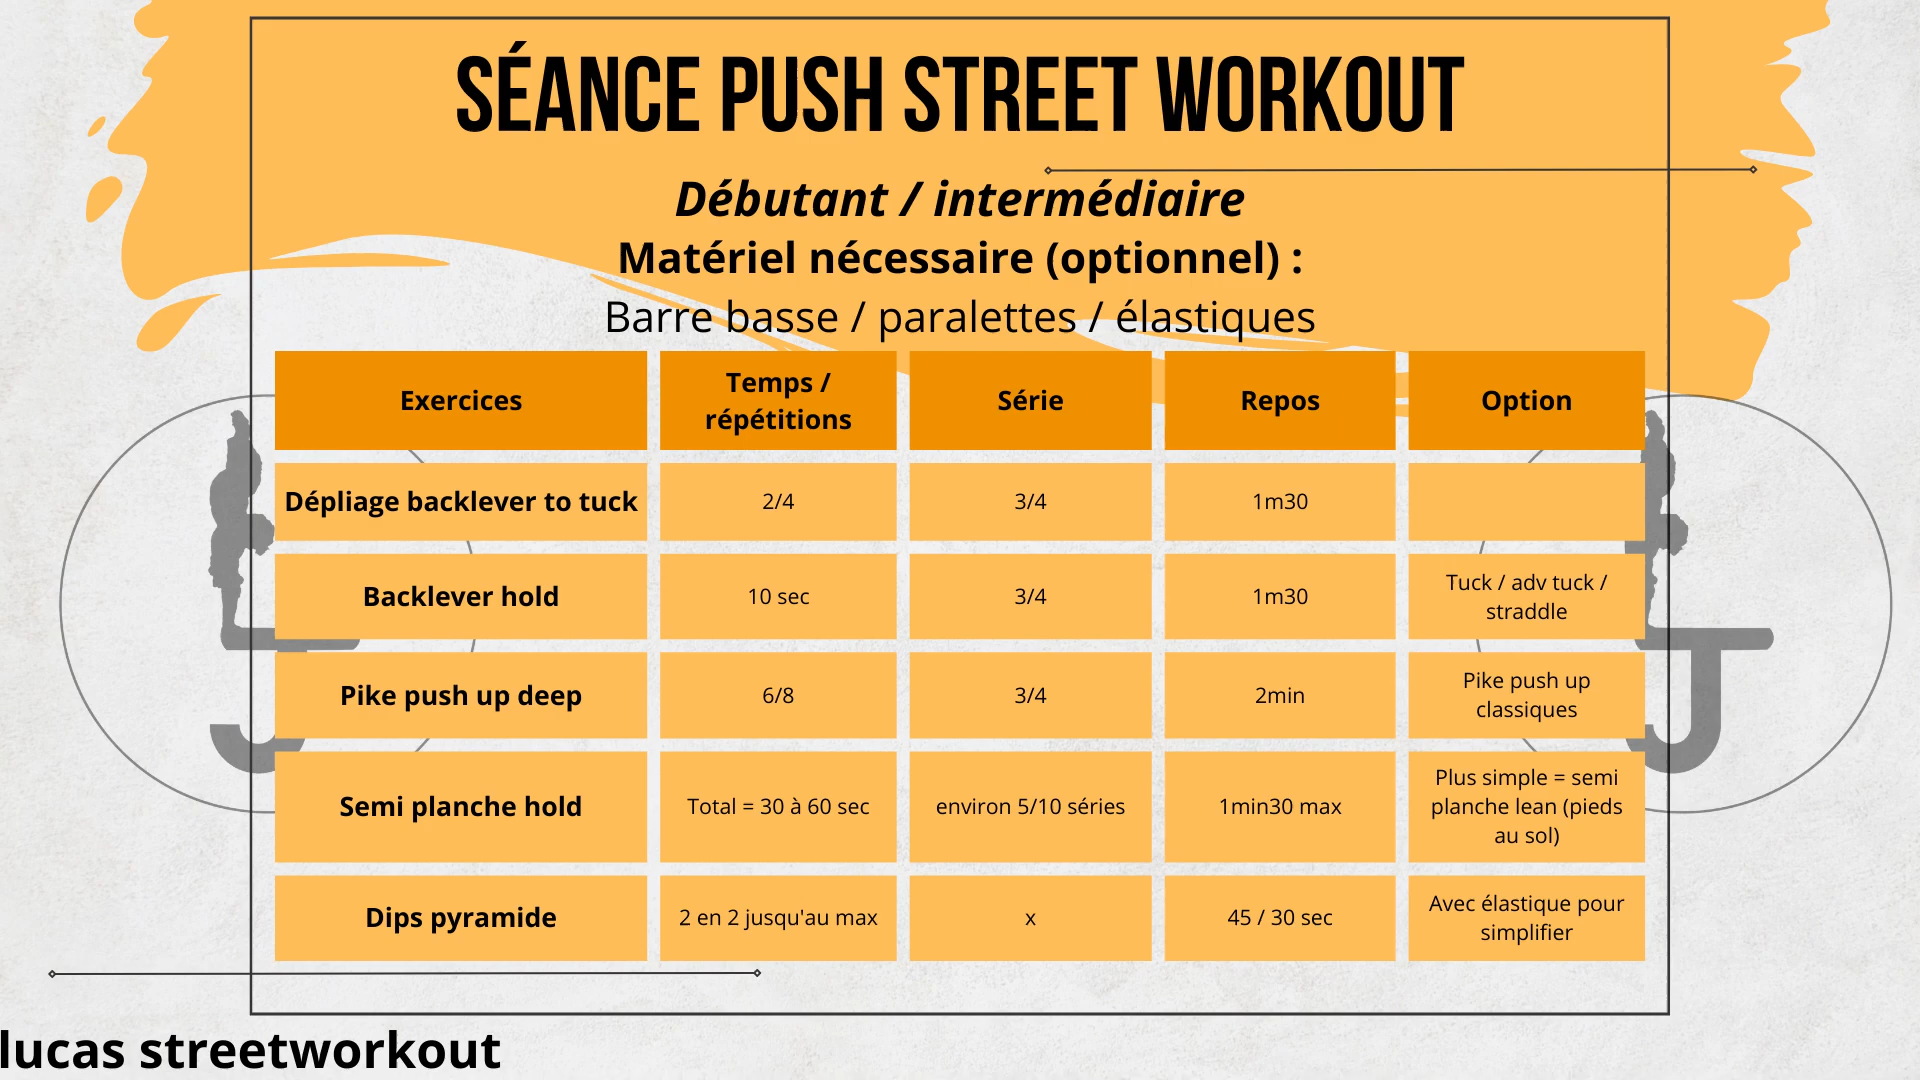 SÉANCE PUSH STREET WORKOUT
Débutant / intermédiaire
Matériel nécessaire (optionnel) :
Barre basse / paralettes / élastiques
Exercices
Temps /
répétitions
Série
Repos
Option
Dépliage backlever to tuck
2/4
3/4
1m30
Backlever hold
10 sec
3/4
1m30
Tuck / adv tuck /
straddle
Pike push up deep
6/8
3/4
2min
Pike push up
classiques
Semi planche hold
Total = 30 à 60 sec
environ 5/10 séries
1min30 max
Plus simple = semi
planche lean (pieds
au sol)
Dips pyramide
2 en 2 jusqu'au max
x
45 / 30 sec
Avec élastique pour
simplifier
lucas streetworkout